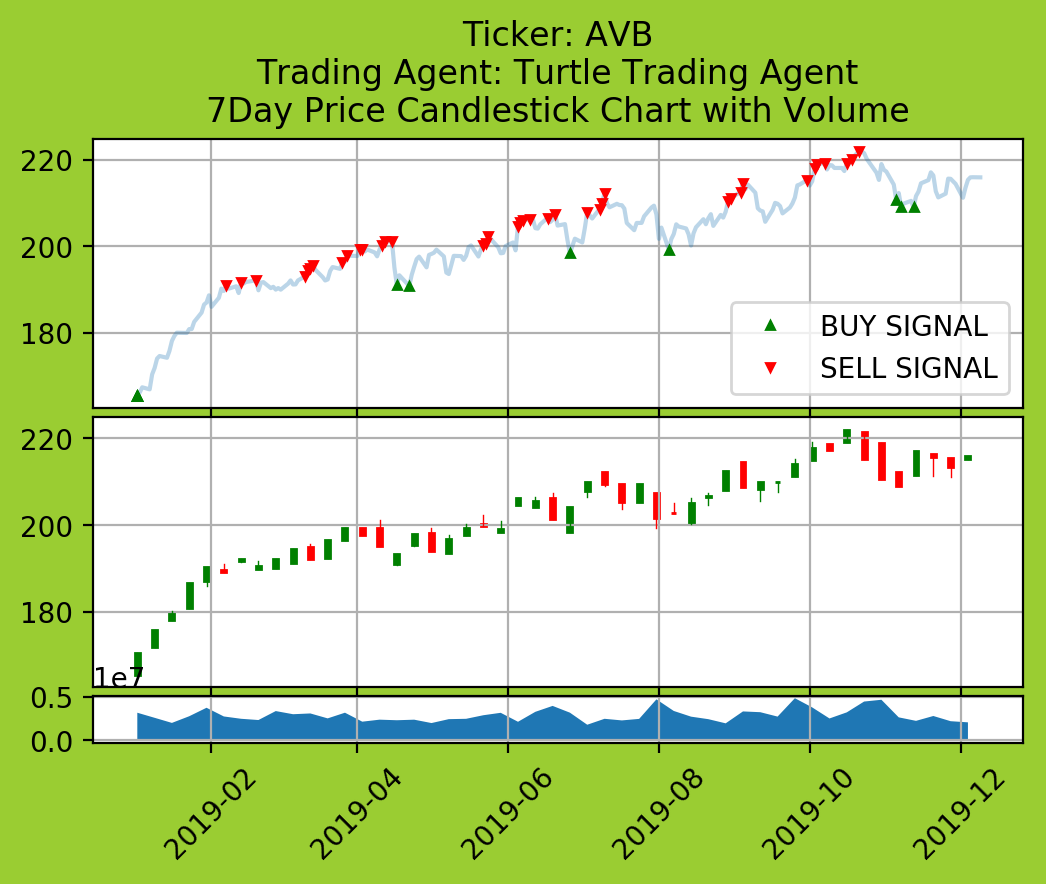 Ticker: AVB
Trading Agent: Turtle Trading Agent
7Day Price Candlestick Chart with Volume
220
200
180
BUY SIGNAL
SELL SIGNAL
220
200
180
1e7
0.5
0.0
2019-02
2019-04
2019-06
2019-08
2019-10
2019-12